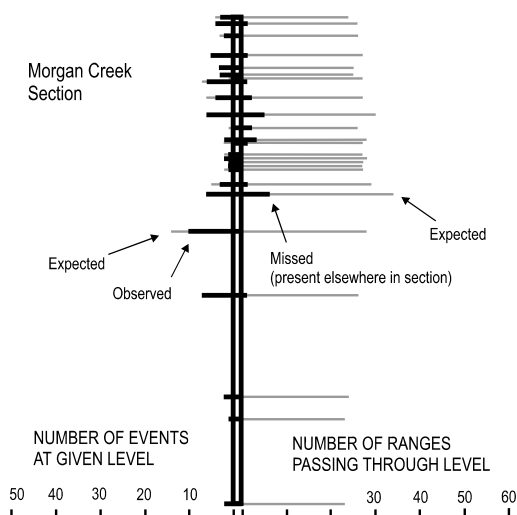 Morgan Creek
Section
Expected
Expected
Missed
(present elsewhere in section)
Observed
NUMBER OF EVENTS
AT GIVEN LEVEL
NUMBER OF RANGES
PASSING THROUGH LEVEL
50 40 30 20 10 30 40 50 60